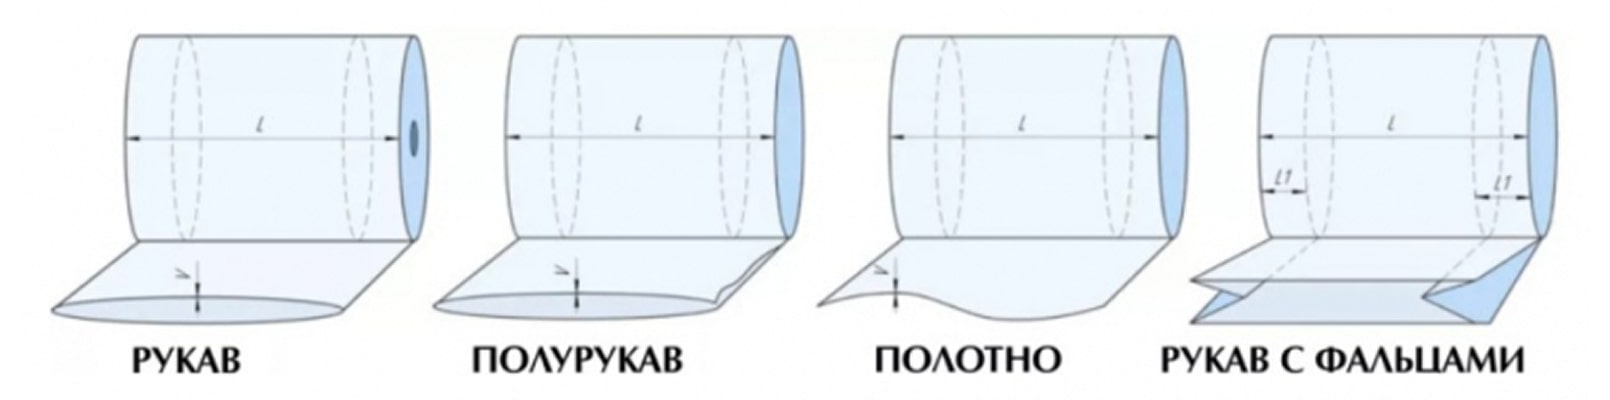 L L L L
L1 L1
V V V
РУКАВ ПОЛУРУКАВ ПОЛОТНО РУКАВ С ФАЛЬЦАМИ